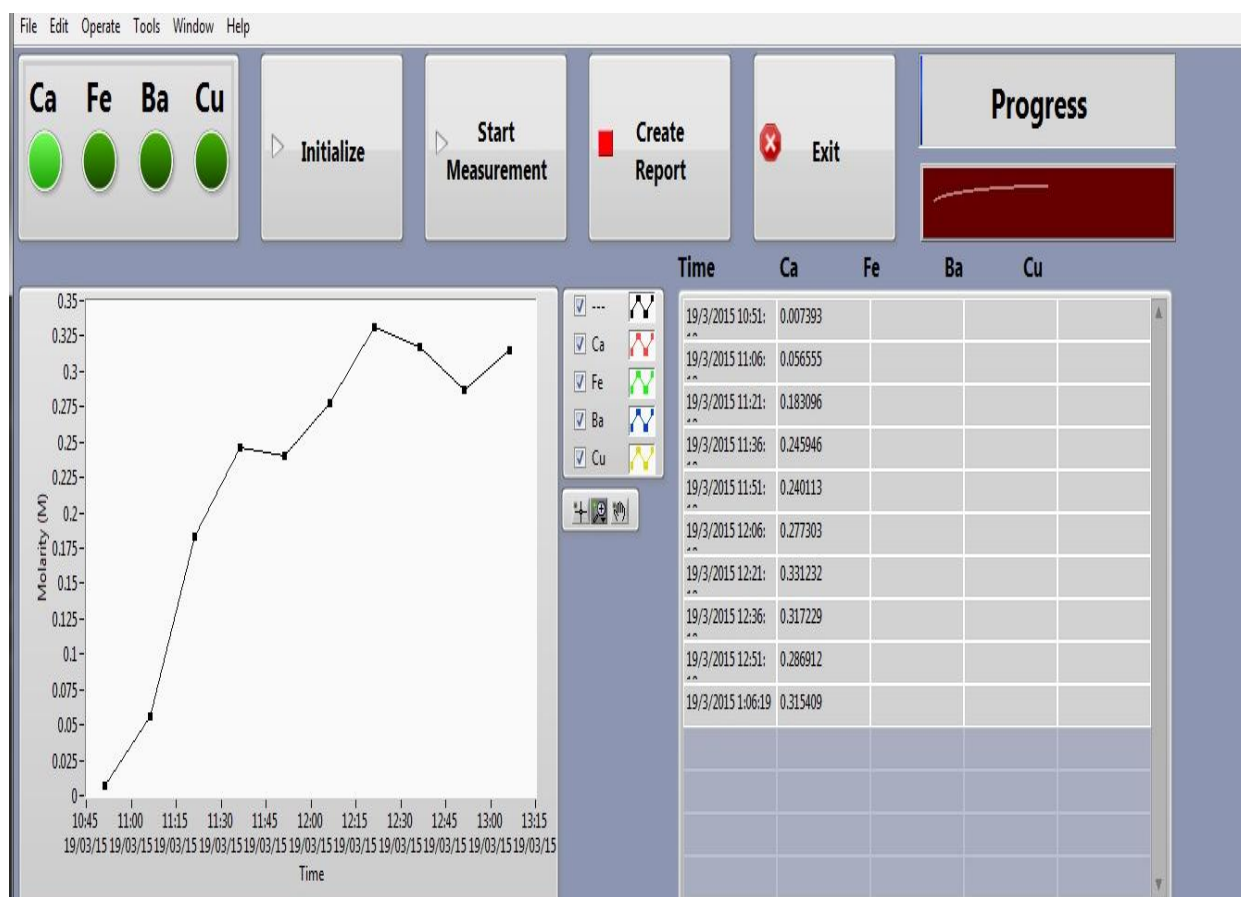 File Edit Operate Tools Window Help
Ca Fe Ba Cu
Initialize
Start
Measurement
Create
Report
Exit
Progress
Time Ca Fe Ba Cu
0.35
0.325
0.3
0.275
0.25
0.225
0.2
0.175
0.15
0.125
0.1
0.075
0.05
0.025
0
Molarity (M)
10:45 11:00 11:15 11:30 11:45 12:00 12:15 12:30 12:45 13:00 13:15
19/03/15 19/03/15 19/03/15 19/03/15 19/03/15 19/03/15 19/03/15 19/03/15 19/03/15 19/03/15 19/03/15
Time
---
Ca
Fe
Ba
Cu
19/3/2015 10:51: 0.007393
19/3/2015 11:06: 0.056555
19/3/2015 11:21: 0.183096
19/3/2015 11:36: 0.245946
19/3/2015 11:51: 0.240113
19/3/2015 12:06: 0.277303
19/3/2015 12:21: 0.331232
19/3/2015 12:36: 0.317229
19/3/2015 12:51: 0.286912
19/3/2015 1:06:19 0.315409